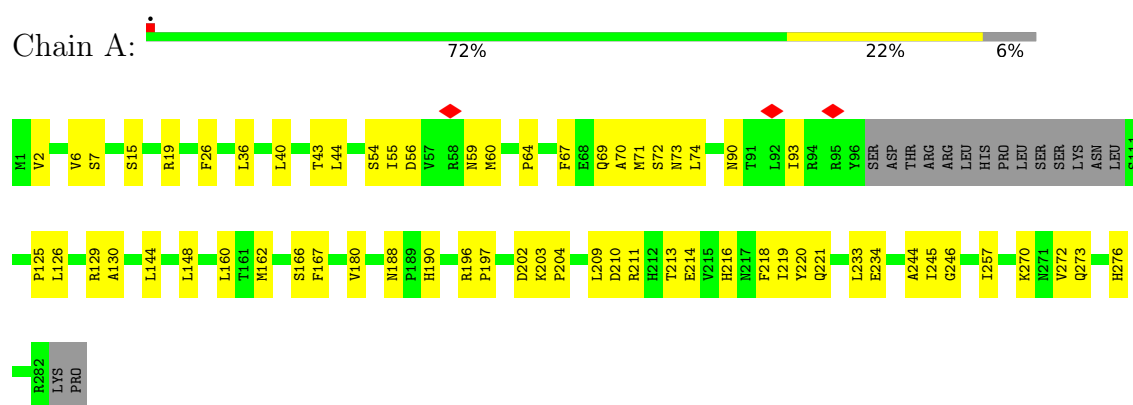 Chain A:
72% 22% 6%
M1 V2 V6 S7 S15 R19 F26 L36 L40 T43 L44 S54 I55 D56 V57 R58 N59 M60 P64 F67 E68 Q69 A70 M71 S72 N73 L74 N90 T91 L92 I93 R94 R95 Y96 SER ASP THR ARG ARG LEU HIS PRO LEU SER SER LYS ASN LEU
P125 L126 R129 A130 L144 L148 L160 T161 M162 S166 F167 V180 N188 P189 H190 R196 P197 D202 K203 P204 L209 D210 R211 H212 T213 E214 V215 H216 N217 F218 I219 Y220 Q221 L233 E234 A244 I245 G246 I257 K270 N271 V272 Q273 H276
R282 LYS PRO